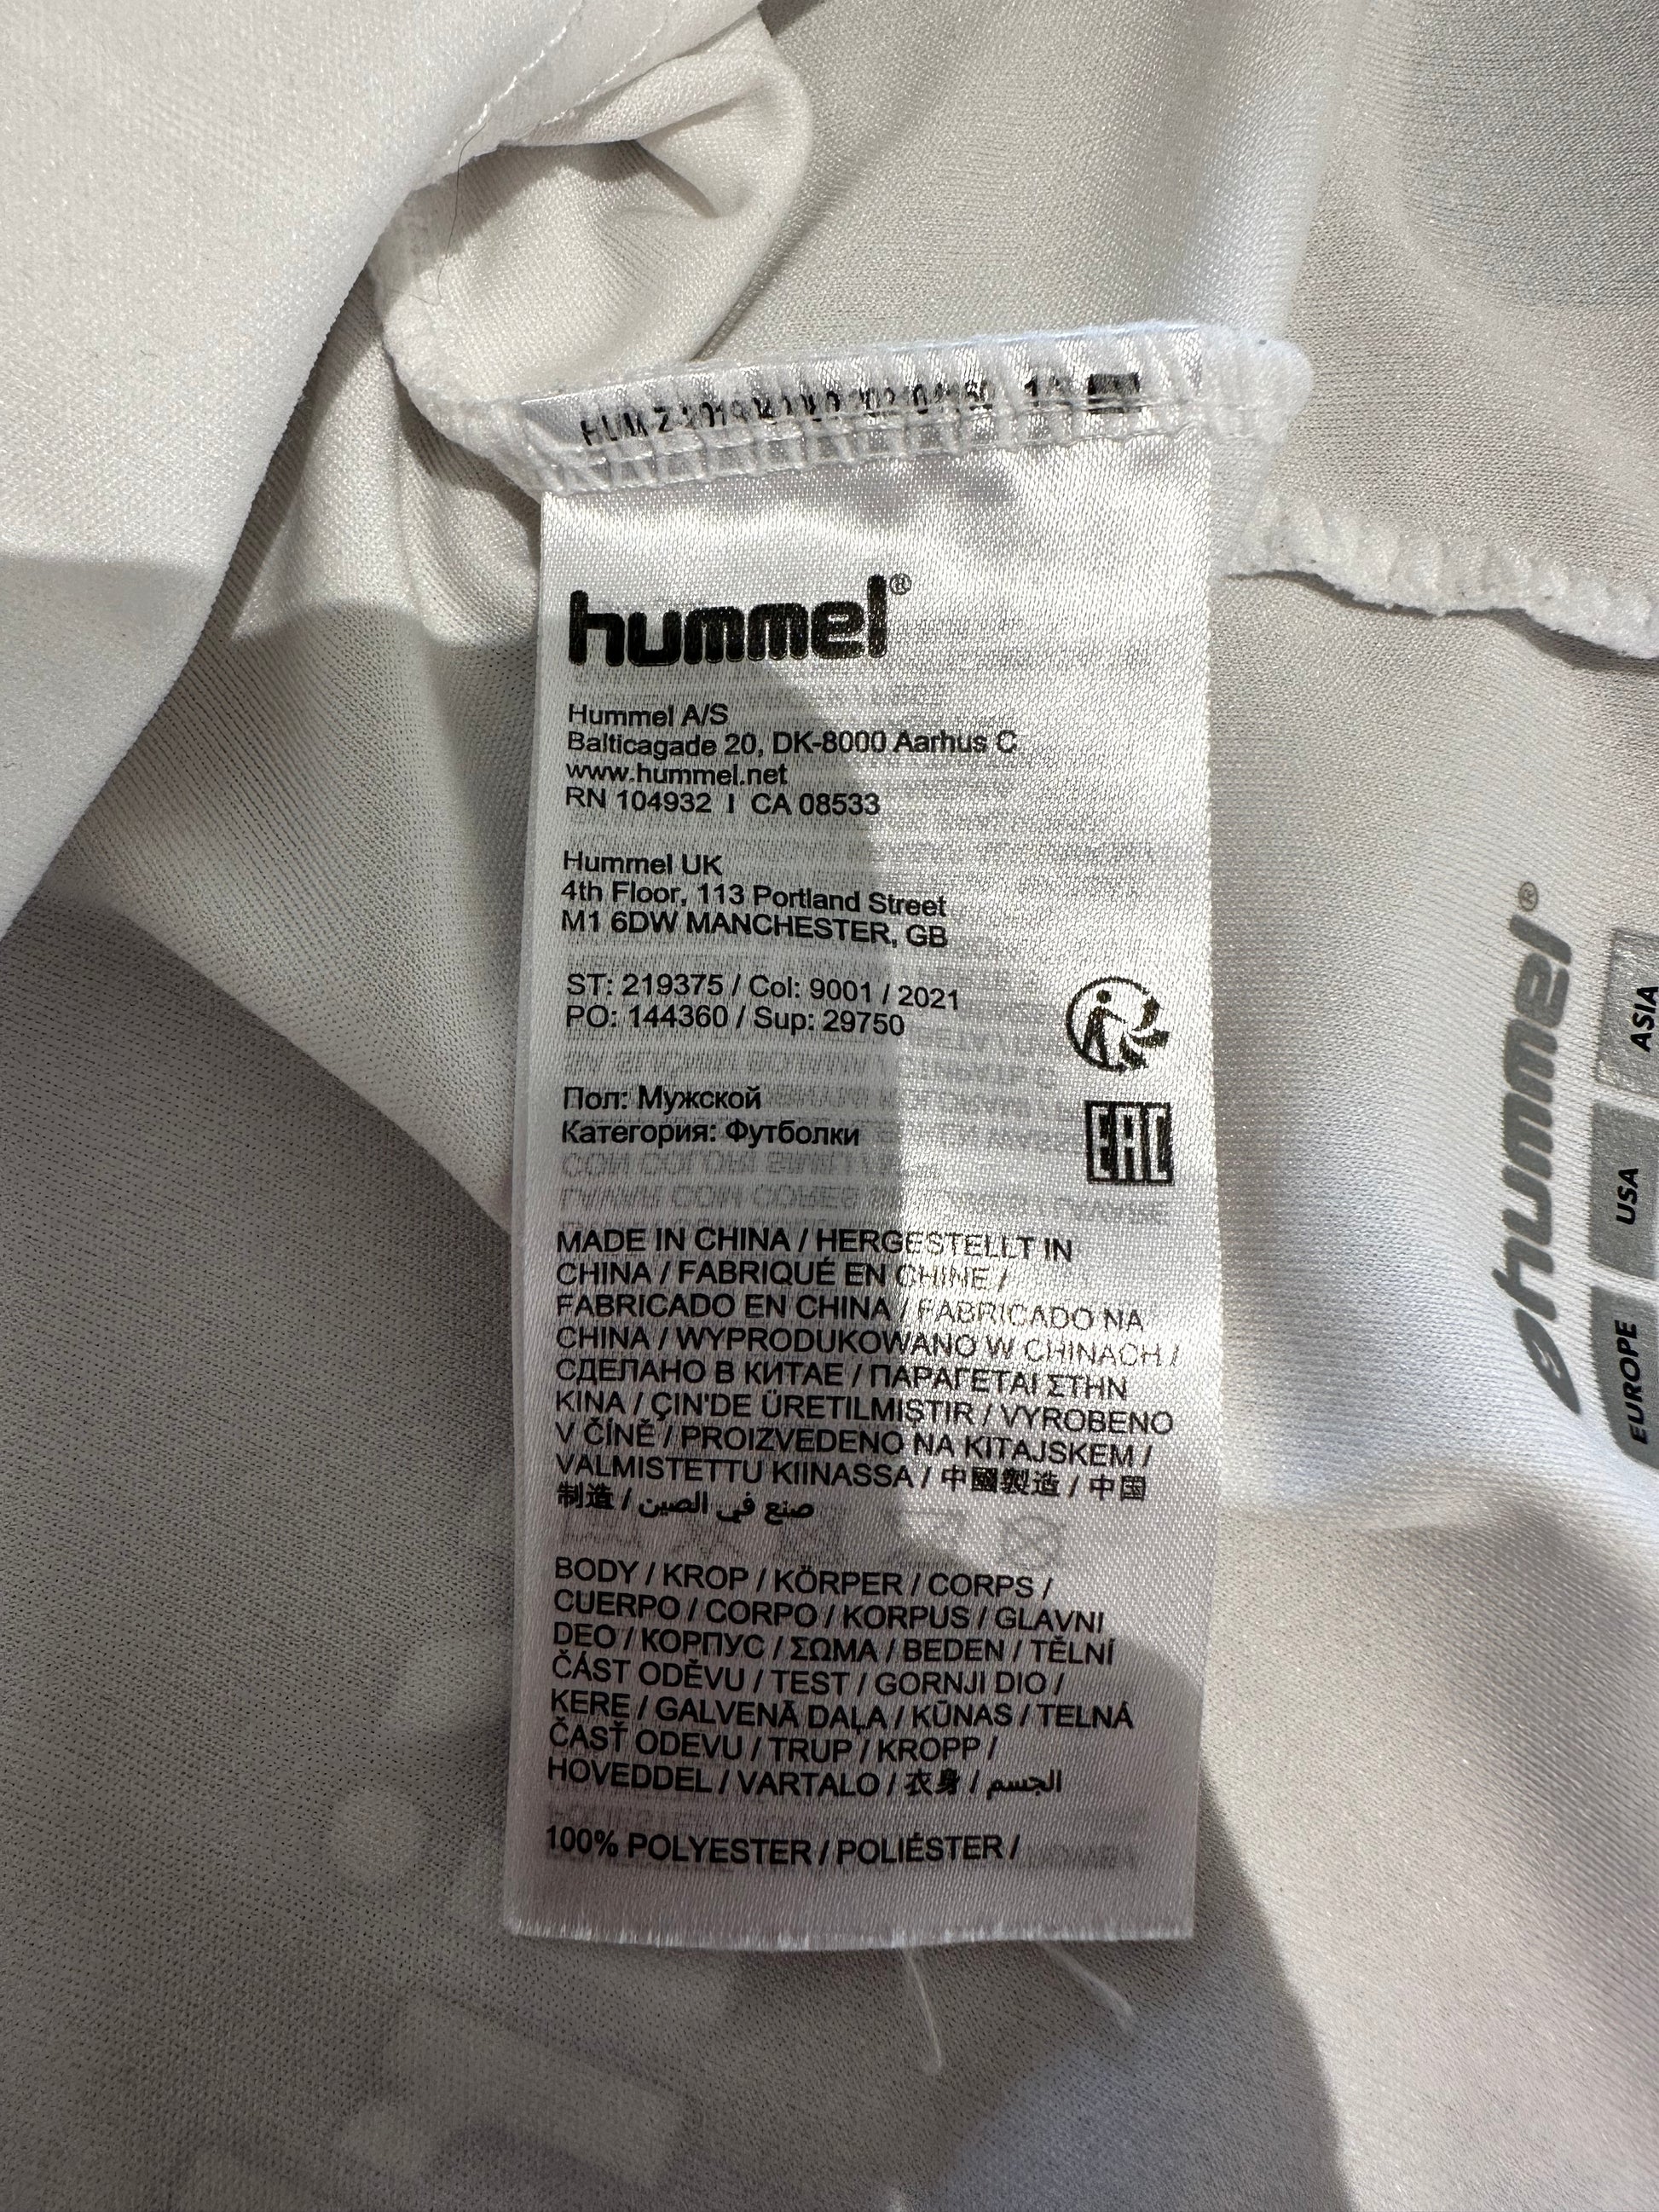 hummel®
Hummel A/S
Balticagade 20, DK-8000 Aarhus C
www.hummel.net
RN 104932 I CA 08533
Hummel UK
4th Floor, 113 Portland Street
M1 6DW MANCHESTER, GB
ST: 219375 / Col: 9001 / 2021
PO: 144360 / Sup: 29750
Пол: Мужской
Категория: Футболки
EAC
MADE IN CHINA / HERGESTELLT IN
CHINA / FABRIQUÉ EN CHINE /
FABRICADO EN CHINA / FABRICADO NA
CHINA / WYPRODUKOWANO W CHINACH /
СДЕЛАНО В КИТАЕ / ΠΑΡΑΓΕΤΑΙ ΣΤΗΝ
ΚΙΝΑ / ÇIN'DE ÜRETILMISTIR / VYROBENO
V ČÍNĚ / PROIZVEDENO NA KITAJSKEM /
VALMISTETTU KIINASSA / 中國製造 / 中国
制造 / صنع في الصين
BODY / KROP / KÖRPER / CORPS /
CUERPO / CORPO / KORPUS / GLAVNI
DEO / КОРПУС / ΣΩΜΑ / BEDEN / TĚLNÍ
ČÁST ODĚVU / TEST / GORNJI DIO /
KERE / GALVENĀ DAĻA / KŪNAS / TELNÁ
ČASŤ ODEVU / TRUP / KROPP /
HOVEDDEL / VARTALO / 衣身 / الجسم
100% POLYESTER / POLIÉSTER /
hummel®
EUROPE
USA
ASIA